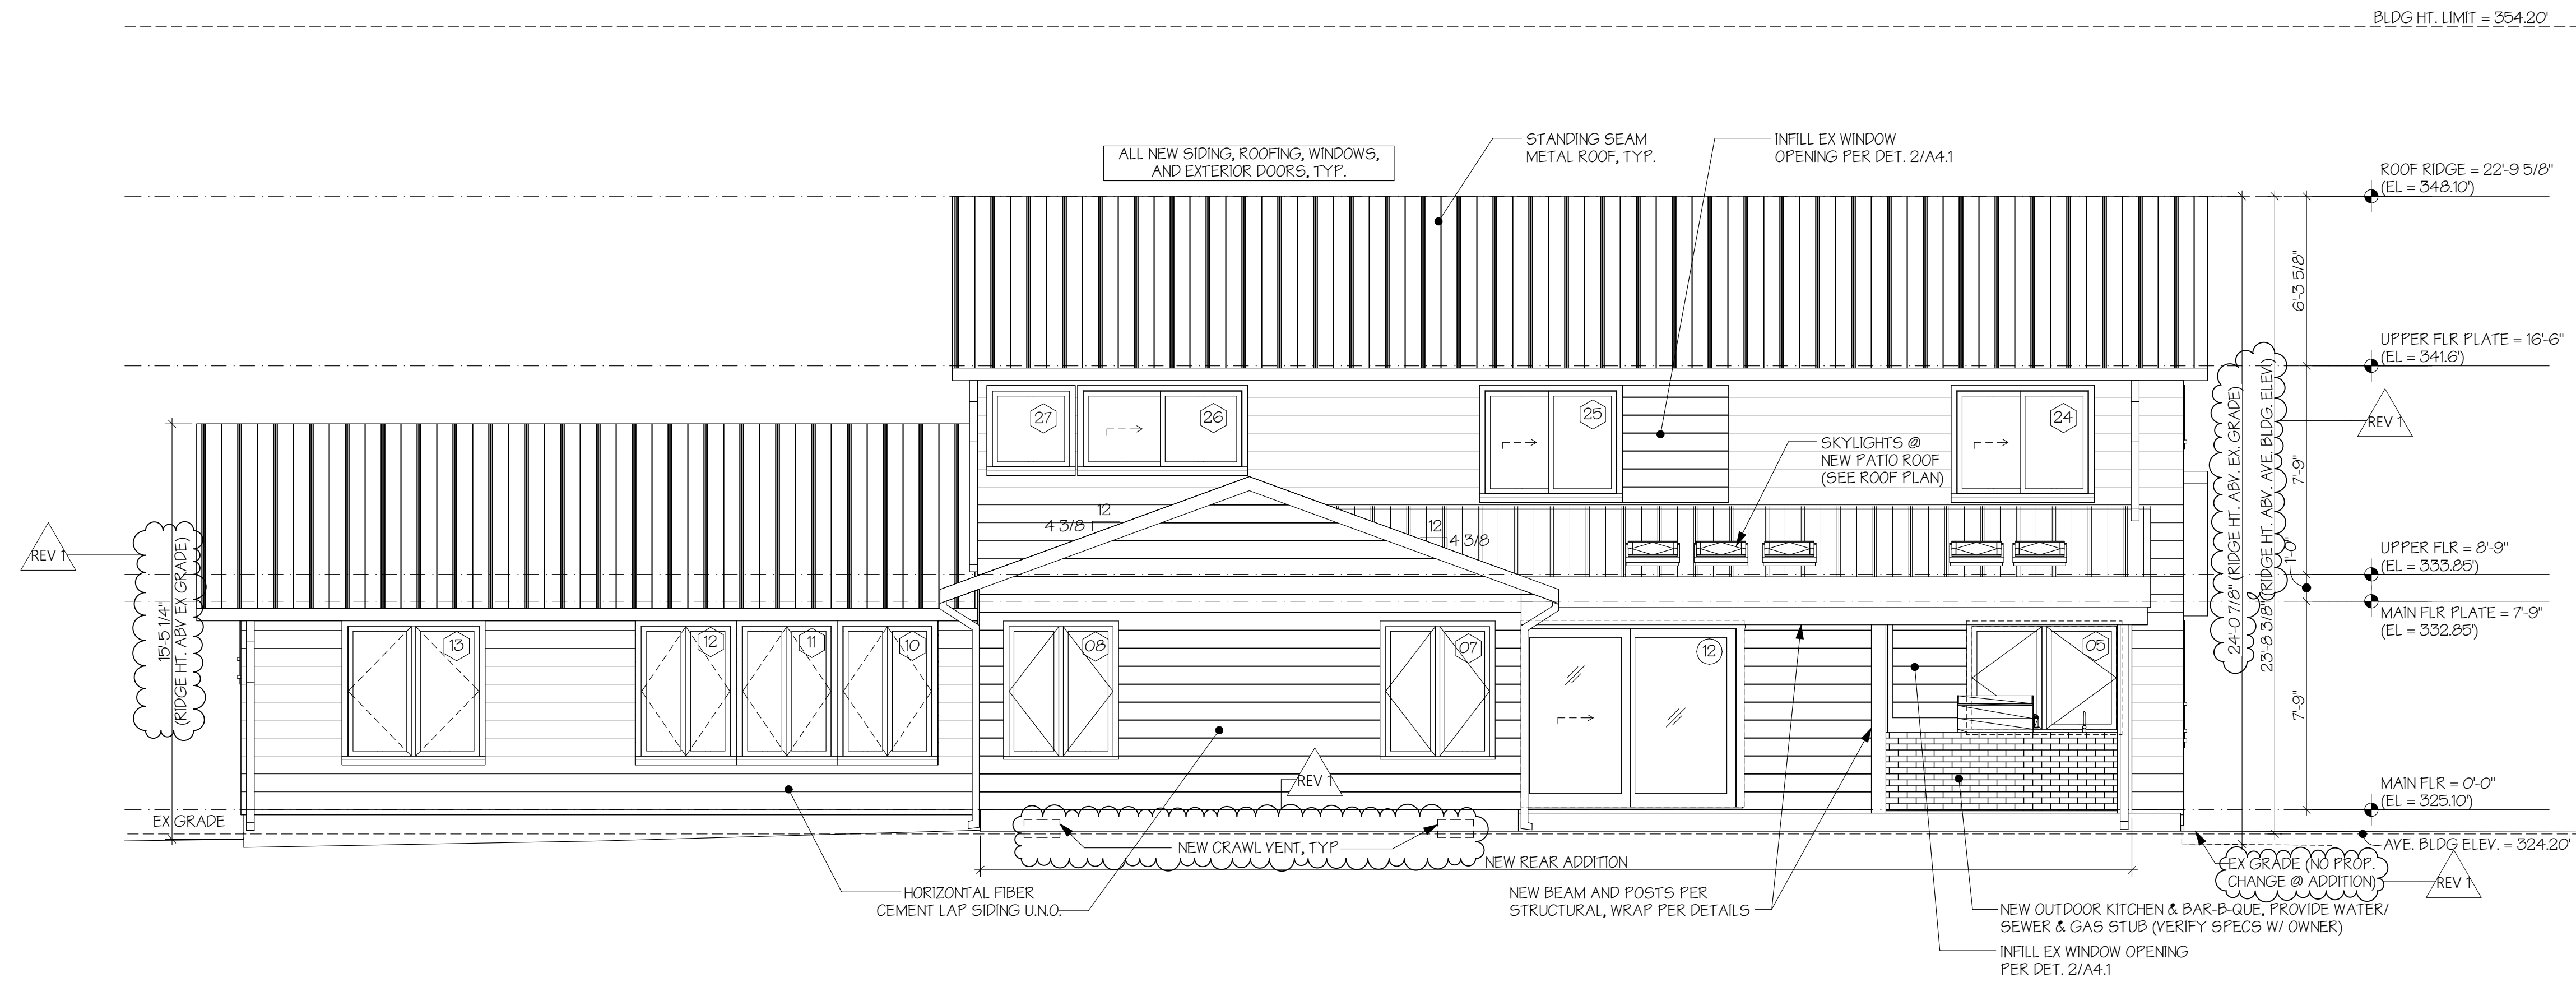 BLDG HT. LIMIT = 354.20'
STANDING SEAM
METAL ROOF, TYP.
INFILL EX WINDOW
OPENING PER DET. 2/A4.1
ALL NEW SIDING, ROOFING, WINDOWS,
AND EXTERIOR DOORS, TYP.
ROOF RIDGE = 22'-9 5/8"
(EL = 348.10')
6'-3 5/8"
UPPER FLR PLATE = 16'-6"
(EL = 341.6')
27
26
25
24
REV 1
SKYLIGHTS @
NEW PATIO ROOF
(SEE ROOF PLAN)
7'-9"
24'-0 7/8" (RIDGE HT. ABV. EX. GRADE)
23'-8 3/8" (RIDGE HT. ABV. AVE. BLDG. ELEV.)
12
4 3/8
12
4 3/8
REV 1
15'-5 1/4"
(RIDGE HT. ABV EX GRADE)
1'-0"
UPPER FLR = 8'-9"
(EL = 333.85')
MAIN FLR PLATE = 7'-9"
(EL = 332.85')
13
12
11
10
08
07
12
05
7'-9"
REV 1
MAIN FLR = 0'-0"
(EL = 325.10')
EX GRADE
NEW CRAWL VENT, TYP
NEW REAR ADDITION
AVE. BLDG ELEV. = 324.20'
EX GRADE (NO PROP.
CHANGE @ ADDITION)
REV 1
HORIZONTAL FIBER
CEMENT LAP SIDING U.N.O.
NEW BEAM AND POSTS PER
STRUCTURAL, WRAP PER DETAILS
NEW OUTDOOR KITCHEN & BAR-B-QUE, PROVIDE WATER/
SEWER & GAS STUB (VERIFY SPECS W/ OWNER)
INFILL EX WINDOW OPENING
PER DET. 2/A4.1